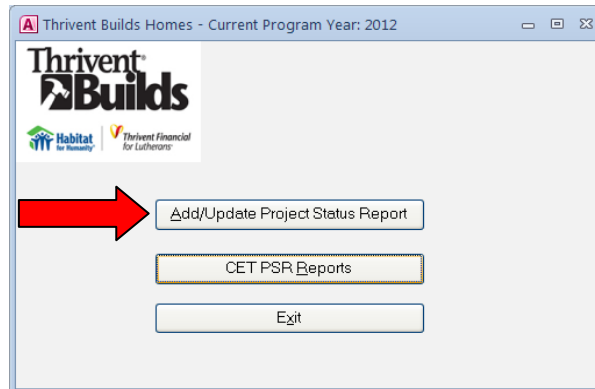 A Thrivent Builds Homes - Current Program Year: 2012
Thrivent
Builds
Habitat for Humanity® Thrivent Financial for Lutherans®
Add/Update Project Status Report
CET PSR Reports
Exit